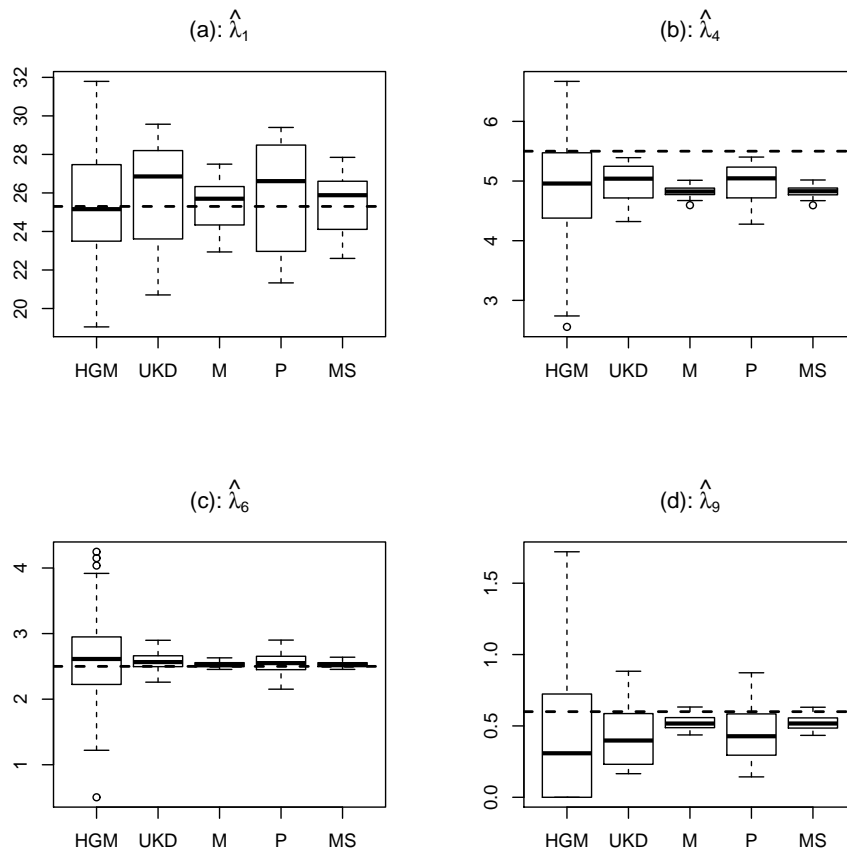 (a): λ̂₁
32
30
28
26
24
22
20
HGM UKD M P MS
(b): λ̂₄
6
5
4
3
HGM UKD M P MS
(c): λ̂₆
4
3
2
1
HGM UKD M P MS
(d): λ̂₉
1.5
1.0
0.5
0.0
HGM UKD M P MS